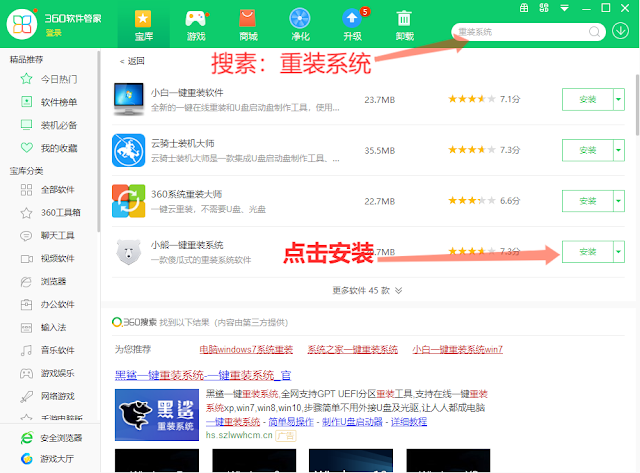 360软件管家
登录
宝库
游戏
商城
净化
升级
5
卸载
重装系统
搜素：重装系统
精品推荐
今日热门
软件榜单
装机必备
我的收藏
宝库分类
全部软件
360工具箱
聊天工具
视频软件
浏览器
办公软件
输入法
音乐软件
游戏娱乐
网络游戏
手游电脑版
安全浏览器
游戏大厅
< 返回
小白一键重装软件
全新的一键在线重装和U盘启动盘制作工具，使用...
23.7MB
7.1分
安装
云骑士装机大师
云骑士装机大师是一款集成U盘启动盘制作工具，...
35.5MB
7.3分
安装
360系统重装大师
一键云重装，不需要U盘，光盘
22.7MB
6.6分
安装
小熊一键重装系统
一款傻瓜式的重装系统软件
点击安装
.7MB
7.3分
安装
更多软件 45 款
360搜索 找到以下结果（内容由第三方提供）
为您推荐
电脑windows7系统重装
系统之家一键重装系统
小白一键重装系统win7
黑鲨一键重装系统-一键重装系统_官
黑鲨
重装系统
黑鲨一键重装系统,全网支持GPT UEFI分区重装工具,支持在线一键重装
系统xp,win7,win8,win10,步骤简单不用外接U盘及光驱,让人人都成电脑
一键重装系统 - 简单易操作 - 制作U盘启动器 - 详细教程
hs.szlwwhcm.cn 广告